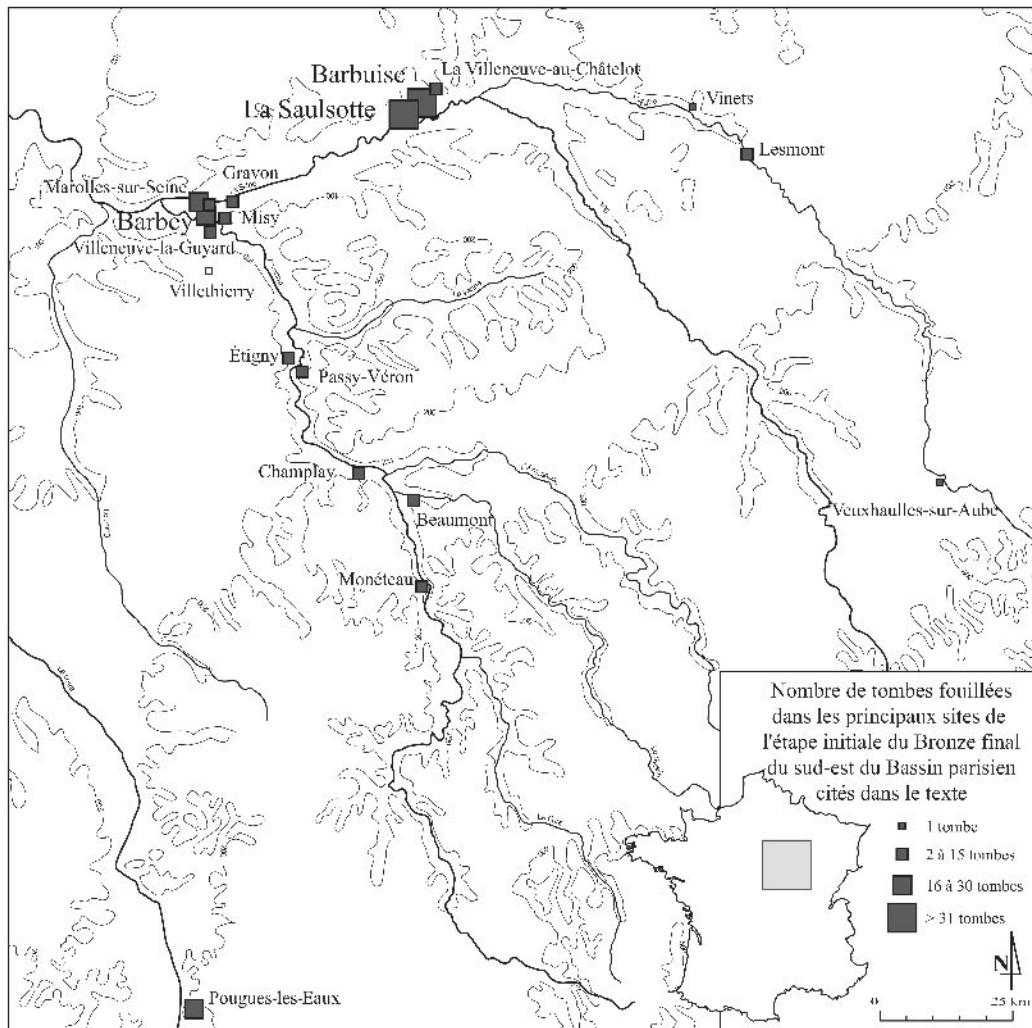 Barbuise
La Villeneuve-au-Châtelot
La Saulsotte
Vinets
Lesmont
Gravon
Marolles-sur-Seine
Barbey
Misy
Villeneuve-la-Guyard
Villethierry
Étigny
Passy-Véron
Champlay
Beaumont
Veuxhaulles-sur-Aube
Monéteau
Pougues-les-Eaux
Nombre de tombes fouillées
dans les principaux sites de
l'étape initiale du Bronze final
du sud-est du Bassin parisien
cités dans le texte
1 tombe
2 à 15 tombes
16 à 30 tombes
> 31 tombes
N
0 25 km